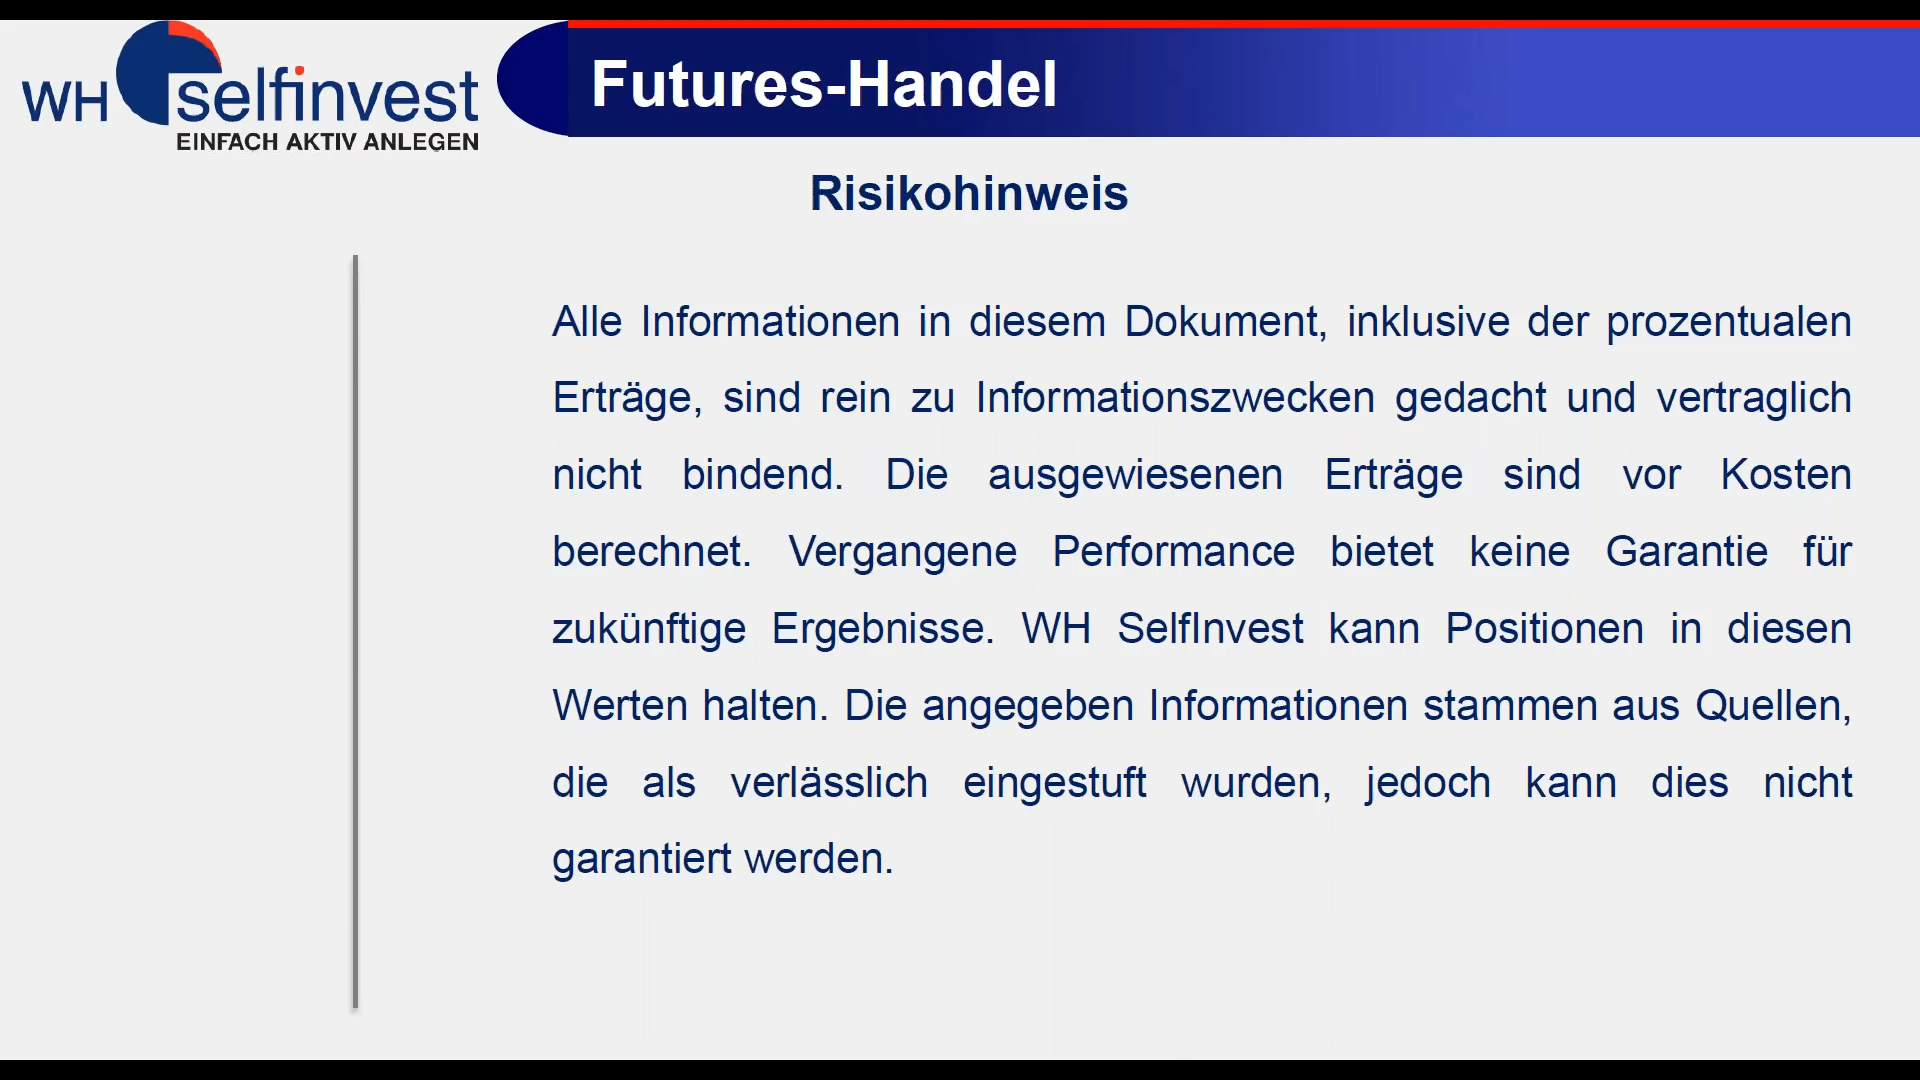 WH selfinvest
EINFACH AKTIV ANLEGEN
Futures-Handel
Risikohinweis
Alle Informationen in diesem Dokument, inklusive der prozentualen
Erträge, sind rein zu Informationszwecken gedacht und vertraglich
nicht bindend. Die ausgewiesenen Erträge sind vor Kosten
berechnet. Vergangene Performance bietet keine Garantie für
zukünftige Ergebnisse. WH SelfInvest kann Positionen in diesen
Werten halten. Die angegeben Informationen stammen aus Quellen,
die als verlässlich eingestuft wurden, jedoch kann dies nicht
garantiert werden.